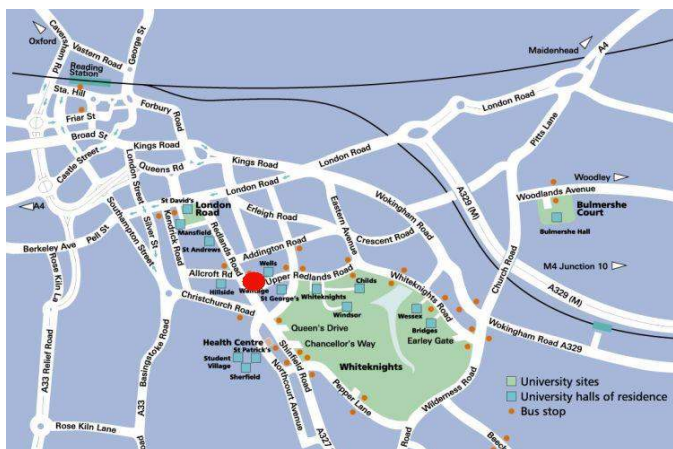 Oxford
Caversham Rd
Vastern Road
George St
Reading
Station
Sta. Hill
Friar St
Forbury
Road
Broad St
Castle Street
Kings Road
Queens Rd
Kings Road
London Road
London Road
Maidenhead
A4
Pitts Lane
A329 (M)
Woodley
Woodlands Avenue
Bulmershe
Court
Bulmershe Hall
M4 Junction 10
A329 (M)
A4
London Street
Southampton Street
Silver St
Kendrick Road
St David's
London
Road
Mansfield
St Andrews
Redlands Road
London Road
Erleigh Road
Addington Road
Eastern Avenue
Crescent Road
Wokingham Road
Church Road
Berkeley Ave
Pell St
Rose Kiln La
Allcroft Rd
Hillside
Wells
Upper Redlands Road
St George's
Whiteknights
Childs
Windsor
Whiteknights Road
Wessex
Bridges
Earley Gate
Wokingham Road A329
Christchurch Road
Queen's Drive
Chancellor's Way
Whiteknights
Health Centre
St Patrick's
Student
Village
Sherfield
Shinfield Road
Northcourt Avenue
Pepper Lane
Wilderness Road
A33 Relief Road
Basingstoke Road
A33
Rose Kiln Lane
A327
Road
University sites
University halls of residence
Bus stop